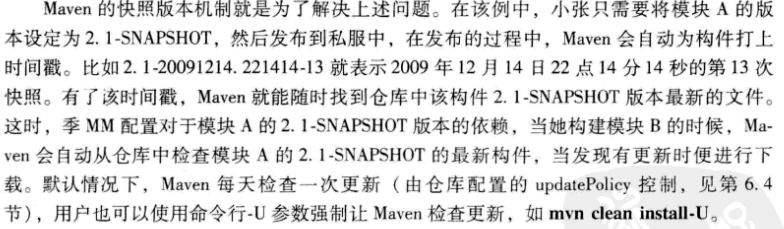 Maven 的快照版本机制就是为了解决上述问题。在该例中，小张只需要将模块 A 的版
本设定为 2.1-SNAPSHOT，然后发布到私服中，在发布的过程中，Maven 会自动为构件打上
时间戳。比如 2.1-20091214.221414-13 就表示 2009 年 12 月 14 日 22 点 14 分 14 秒的第 13 次
快照。有了该时间戳，Maven 就能随时找到仓库中该构件 2.1-SNAPSHOT 版本最新的文件。
这时，季 MM 配置对于模块 A 的 2.1-SNAPSHOT 版本的依赖，当她构建模块 B 的时候，Ma-
ven 会自动从仓库中检查模块 A 的 2.1-SNAPSHOT 的最新构件，当发现有更新时便进行下
载。默认情况下，Maven 每天检查一次更新（由仓库配置的 updatePolicy 控制，见第 6.4
节），用户也可以使用命令行-U 参数强制让 Maven 检查更新，如 mvn clean install-U。